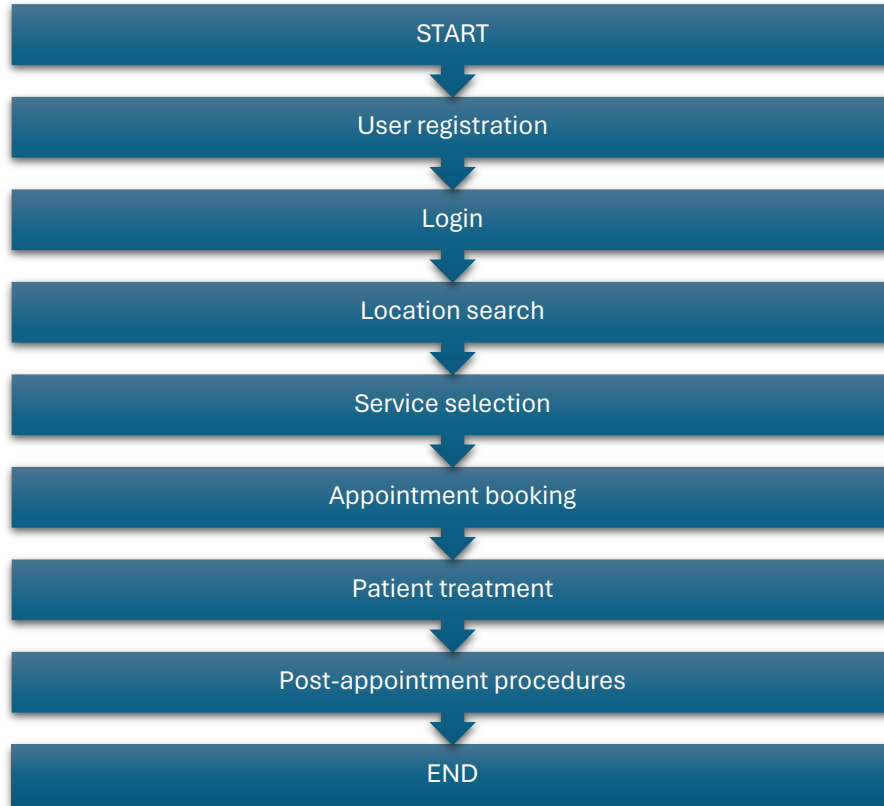 START
User registration
Login
Location search
Service selection
Appointment booking
Patient treatment
Post-appointment procedures
END